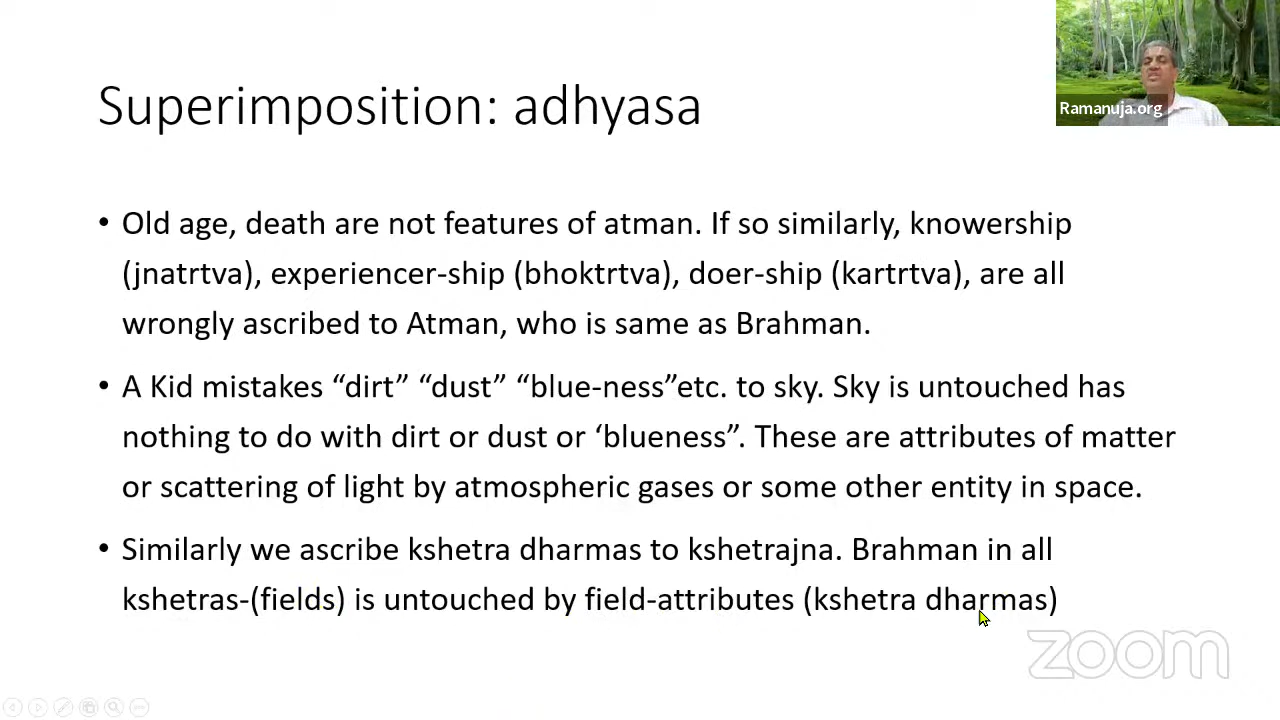 Superimposition: adhyasa
Ramanuja.org
• Old age, death are not features of atman. If so similarly, knowership
(jnatrtva), experiencer-ship (bhoktrtva), doer-ship (kartrtva), are all
wrongly ascribed to Atman, who is same as Brahman.
• A Kid mistakes “dirt” “dust” “blue-ness”etc. to sky. Sky is untouched has
nothing to do with dirt or dust or ‘blueness”. These are attributes of matter
or scattering of light by atmospheric gases or some other entity in space.
• Similarly we ascribe kshetra dharmas to kshetrajna. Brahman in all
kshetras-(fields) is untouched by field-attributes (kshetra dharmas)
zoom